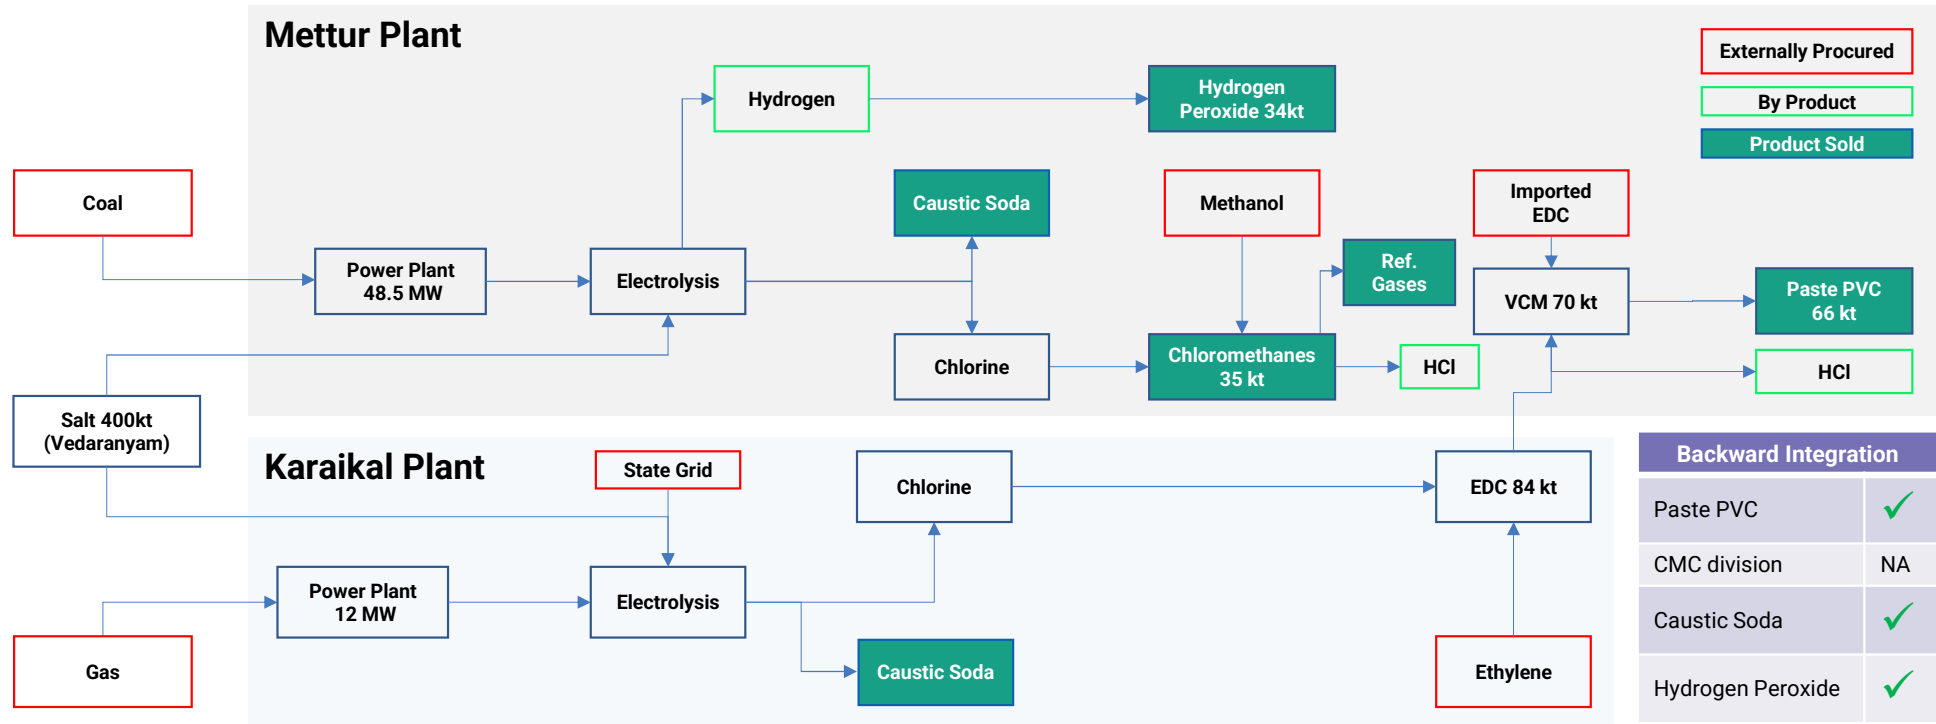 Mettur Plant
Externally Procured
By Product
Product Sold
Hydrogen
Hydrogen
Peroxide 34kt
Coal
Caustic Soda
Methanol
Imported
EDC
Power Plant
48.5 MW
Electrolysis
Ref.
Gases
VCM 70 kt
Paste PVC
66 kt
Chlorine
Chloromethanes
35 kt
HCl
HCl
Salt 400kt
(Vedaranyam)
Karaikal Plant
State Grid
Chlorine
EDC 84 kt
Power Plant
12 MW
Electrolysis
Gas
Caustic Soda
Ethylene
Backward Integration
Paste PVC ✓
CMC division NA
Caustic Soda ✓
Hydrogen Peroxide ✓